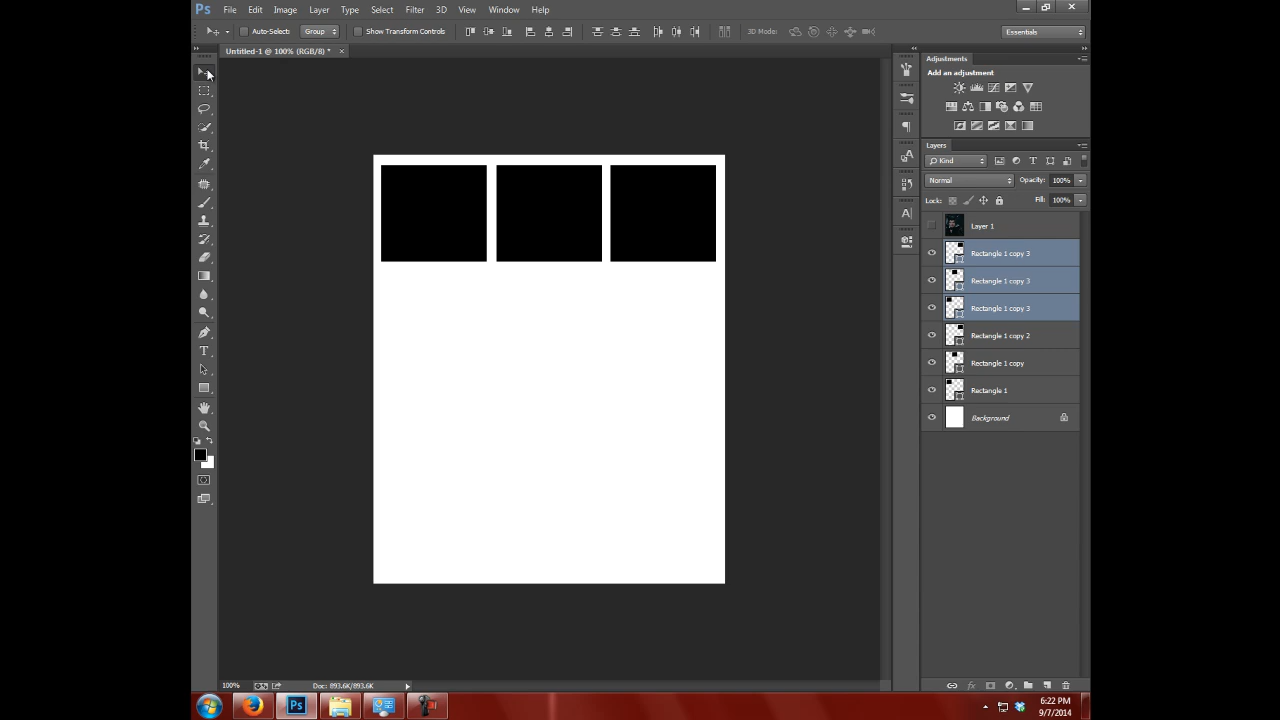 Ps File Edit Image Layer Type Select Filter 3D View Window Help
Auto-Select: Group Show Transform Controls 3D Mode: Essentials
Untitled-1 @ 100% (RGB/8) * ×
Adjustments
Add an adjustment
Layers
Kind
Normal Opacity: 100%
Lock: Fill: 100%
Layer 1
Rectangle 1 copy 3
Rectangle 1 copy 3
Rectangle 1 copy 3
Rectangle 1 copy 2
Rectangle 1 copy
Rectangle 1
Background
100% Doc: 893.6K/893.6K
Ps
6:22 PM
9/7/2014